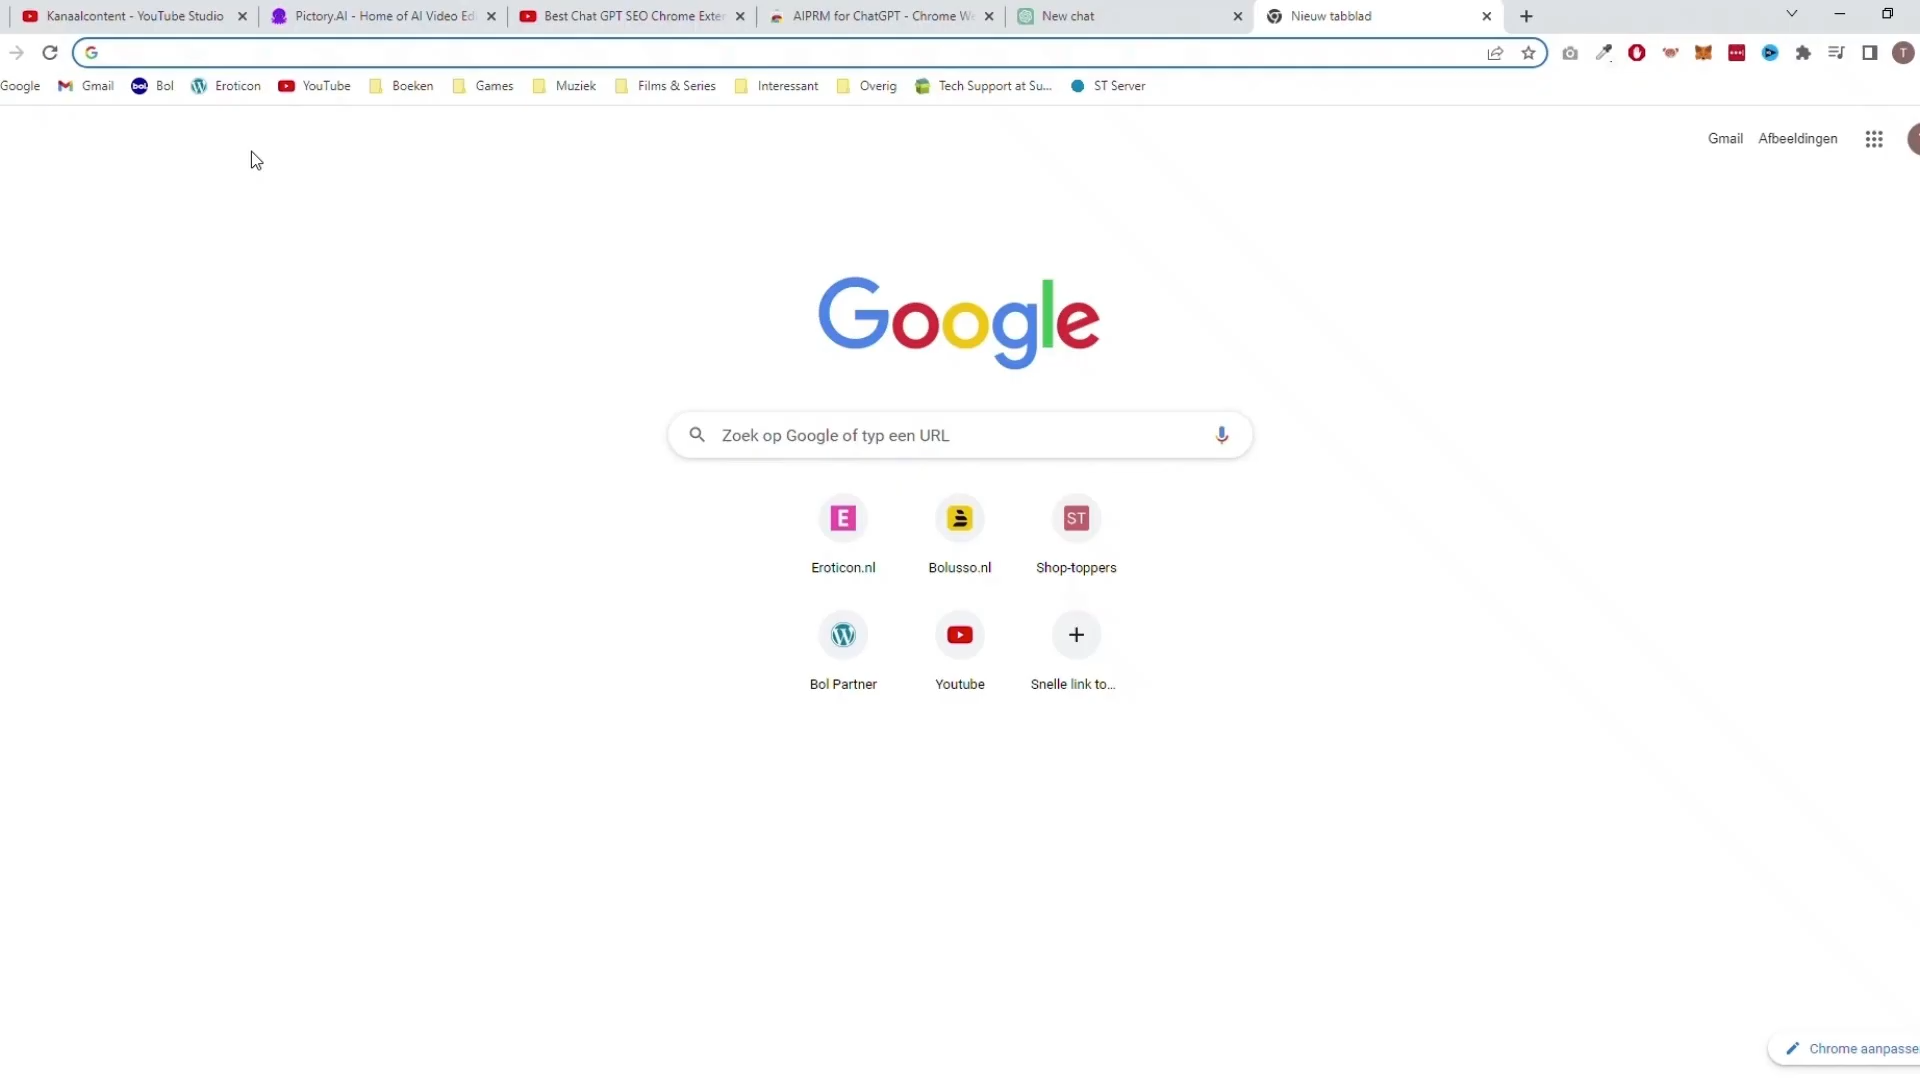 Kanaalcontent - YouTube Studio
Pictory.AI - Home of AI Video Ed
Best Chat GPT SEO Chrome Exter
AIPRM for ChatGPT - Chrome We
New chat
Nieuw tabblad
T
Google
Gmail
bol
Bol
Eroticon
YouTube
Boeken
Games
Muziek
Films & Series
Interessant
Overig
Tech Support at Su...
ST Server
Gmail
Afbeeldingen
Google
Zoek op Google of typ een URL
E
ST
Eroticon.nl
Bolusso.nl
Shop-toppers
Bol Partner
Youtube
Snelle link to...
Chrome aanpasse